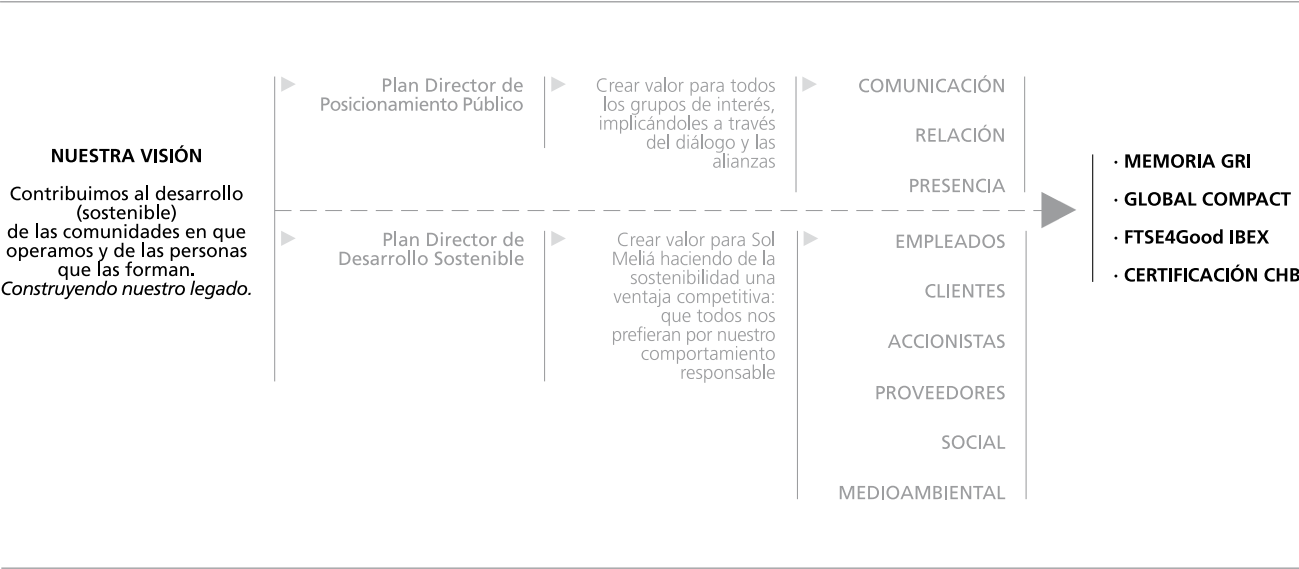 NUESTRA VISIÓN
Contribuimos al desarrollo
(sostenible)
de las comunidades en que
operamos y de las personas
que las forman.
Construyendo nuestro legado.
Plan Director de
Posicionamiento Público
Crear valor para todos
los grupos de interés,
implicándoles a través
del diálogo y las
alianzas
COMUNICACIÓN
RELACIÓN
PRESENCIA
Plan Director de
Desarrollo Sostenible
Crear valor para Sol
Meliá haciendo de la
sostenibilidad una
ventaja competitiva:
que todos nos
prefieran por nuestro
comportamiento
responsable
EMPLEADOS
CLIENTES
ACCIONISTAS
PROVEEDORES
SOCIAL
MEDIOAMBIENTAL
· MEMORIA GRI
· GLOBAL COMPACT
· FTSE4Good IBEX
· CERTIFICACIÓN CHB